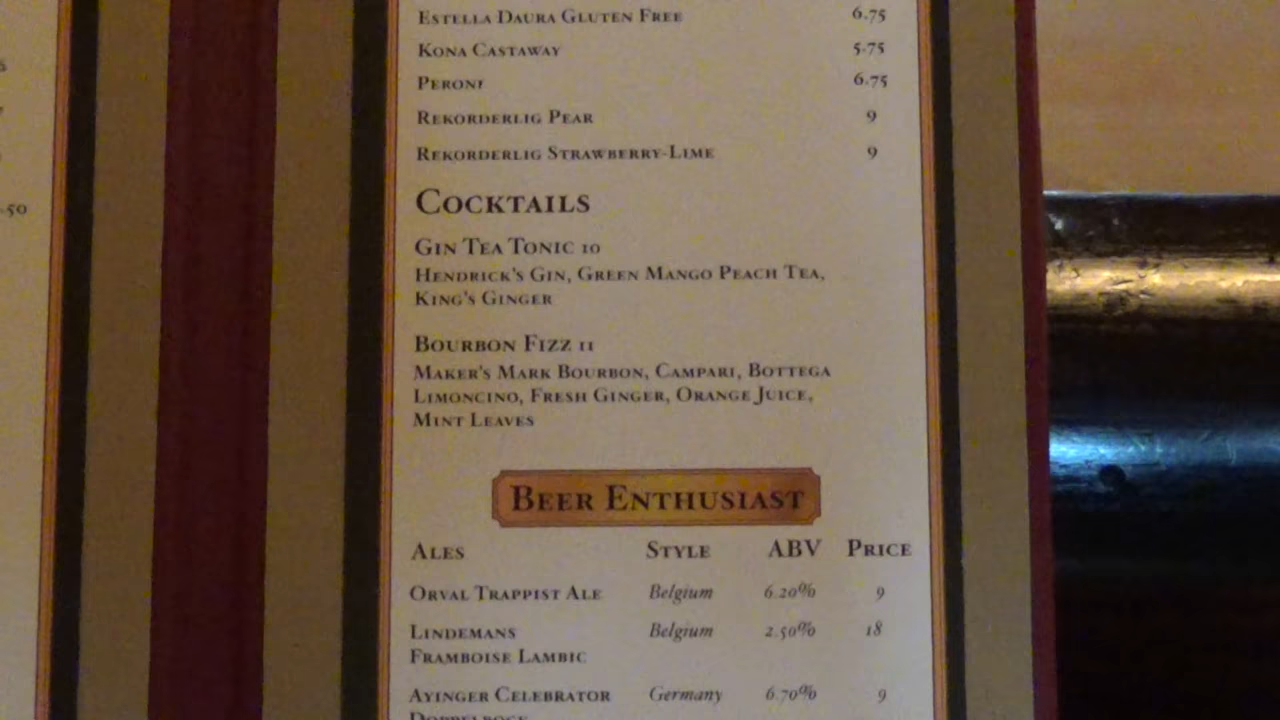 Estella Daura Gluten Free 6.75
Kona Castaway 5.75
Peroni 6.75
Rekorderlig Pear 9
Rekorderlig Strawberry-Lime 9
Cocktails
Gin Tea Tonic 10
Hendrick's Gin, Green Mango Peach Tea,
King's Ginger
Bourbon Fizz 11
Maker's Mark Bourbon, Campari, Bottega
Limoncino, Fresh Ginger, Orange Juice,
Mint Leaves
Beer Enthusiast
Ales Style ABV Price
Orval Trappist Ale Belgium 6.20% 9
Lindemans Belgium 2.50% 18
Framboise Lambic
Ayinger Celebrator Germany 6.70% 9